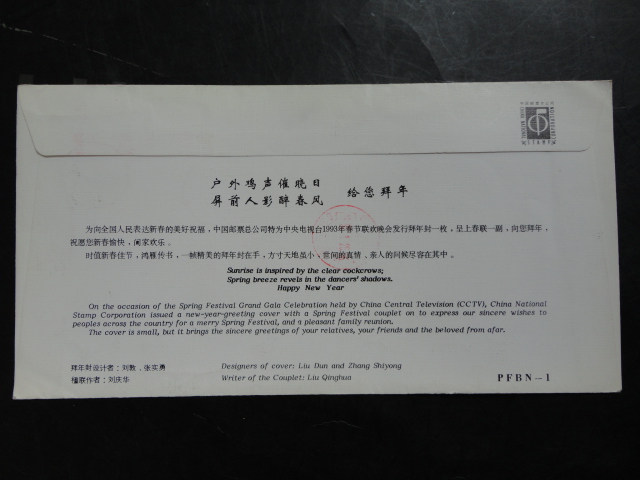 户外鸡声催晓日
屏前人影醉春风
给您拜年
为向全国人民表达新春的美好祝福，中国邮票总公司特为中央电视台1993年春节联欢晚会发行拜年封一枚，呈上春联一副，向您拜年，
祝愿您新春愉快，阖家欢乐。
时值新春佳节，鸿雁传书，一帧精美的拜年封在手，方寸天地虽小，世间的真情、亲人的问候尽容在其中。
Sunrise is inspired by the clear cockcrows;
Spring breeze revels in the dancers' shadows.
Happy New Year
On the occasion of the Spring Festival Grand Gala Celebration held by China Central Television (CCTV), China National
Stamp Corporation issued a new-year-greeting cover with a Spring Festival couplet on to express our sincere wishes to
peoples across the country for a merry Spring Festival, and a pleasant family reunion.
The cover is small, but it brings the sincere greetings of your relatives, your friends and the beloved from afar.
拜年封设计者：刘敦、张实勇
楹联作者：刘庆华
Designers of cover: Liu Dun and Zhang Shiyong
Writer of the Couplet: Liu Qinghua
PFBN-1